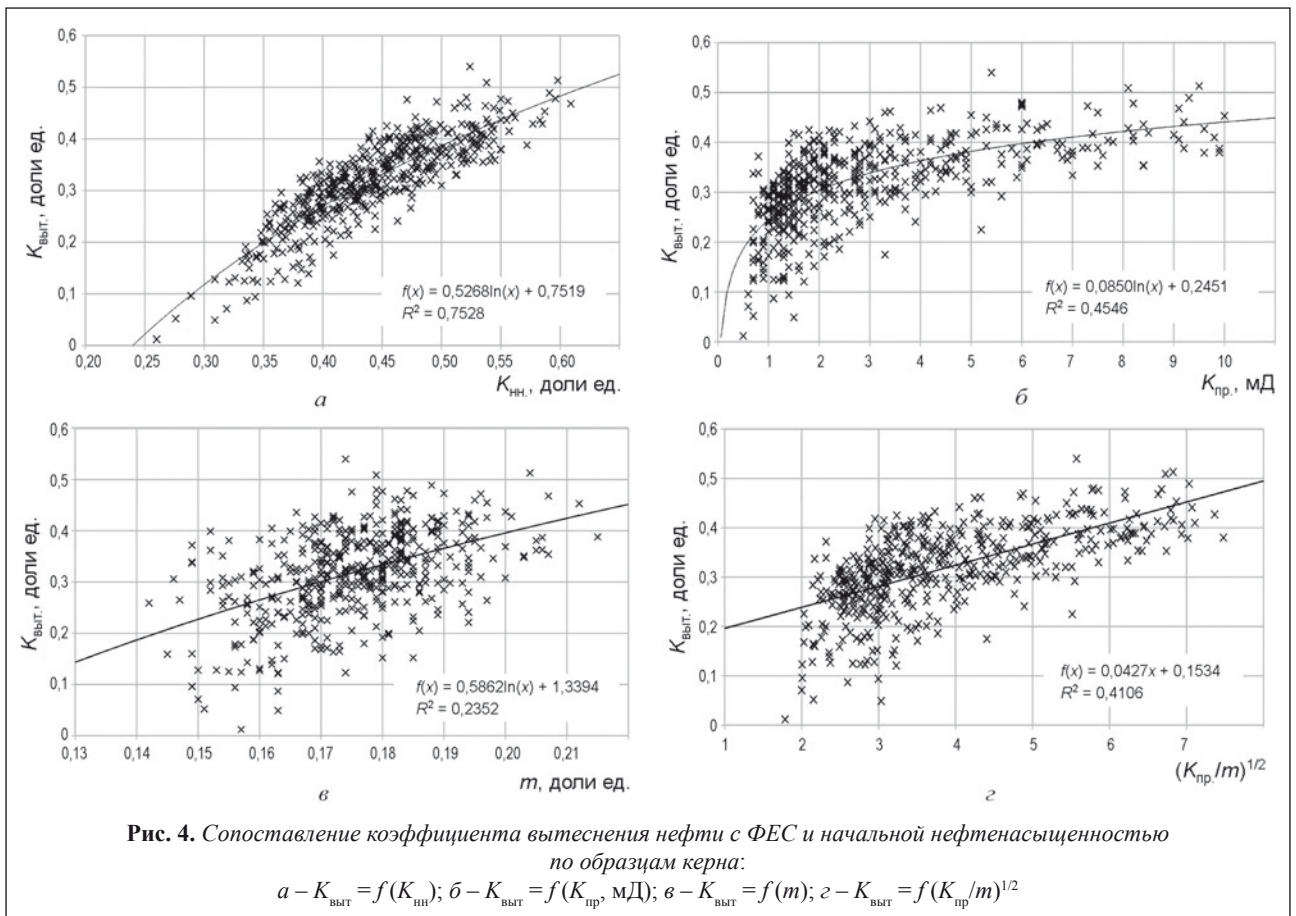 0,6
0,5
0,4
0,3
0,2
0,1
0
Kвыт., доли ед.
f(x) = 0,5268ln(x) + 0,7519
R² = 0,7528
0,20 0,25 0,30 0,35 0,40 0,45 0,50 0,55 0,60
Kнн., доли ед.
а
0,6
0,5
0,4
0,3
0,2
0,1
0
Kвыт., доли ед.
f(x) = 0,0850ln(x) + 0,2451
R² = 0,4546
0 1 2 3 4 5 6 7 8 9 10
Kпр., мД
б
0,6
0,5
0,4
0,3
0,2
0,1
0
Kвыт., доли ед.
f(x) = 0,5862ln(x) + 1,3394
R² = 0,2352
0,13 0,14 0,15 0,16 0,17 0,18 0,19 0,20 0,21
m, доли ед.
в
0,6
0,5
0,4
0,3
0,2
0,1
0
Kвыт., доли ед.
f(x) = 0,0427x + 0,1534
R² = 0,4106
1 2 3 4 5 6 7
(Kпр./m)^1/2
г
Рис. 4. Сопоставление коэффициента вытеснения нефти с ФЕС и начальной нефтенасыщенностью
по образцам керна:
а – Kвыт = f (Kнн); б – Kвыт = f (Kпр, мД); в – Kвыт = f (m); г – Kвыт = f (Kпр/m)^1/2